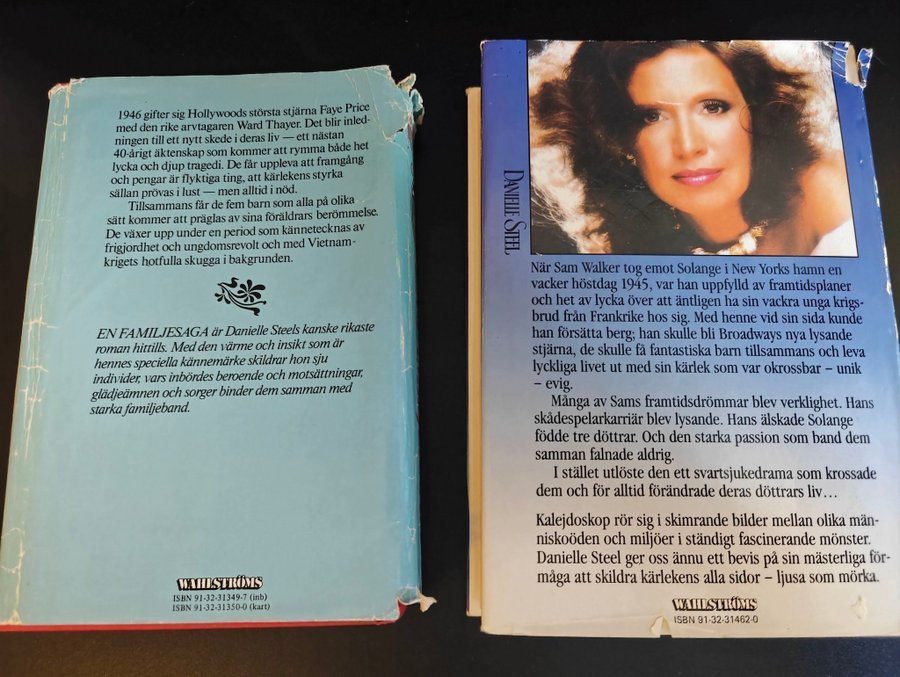 1946 gifter sig Hollywoods största stjärna Faye Price
med den rike arvtagaren Ward Thayer. Det blir inled-
ningen till ett nytt skede i deras liv — ett nästan
40-årigt äktenskap som kommer att rymma både het
lycka och djup tragedi. De får uppleva att framgång
och pengar är flyktiga ting, att kärlekens styrka
sällan prövas i lust — men alltid i nöd.
Tillsammans får de fem barn som alla på olika
sätt kommer att präglas av sina föräldrars berömmelse.
De växer upp under en period som kännetecknas av
frigjordhet och ungdomsrevolt och med Vietnam-
krigets hotfulla skugga i bakgrunden.
EN FAMILJESAGA är Danielle Steels kanske rikaste
roman hittills. Med den värme och insikt som är
hennes speciella kännemärke skildrar hon sju
individer, vars inbördes beroende och motsättningar,
glädjeämnen och sorger binder dem samman med
starka familjeband.
WAHLSTRÖMS
ISBN 91-32-31349-7 (inb)
ISBN 91-32-31350-0 (kart)
DANIELLE STEEL
När Sam Walker tog emot Solange i New Yorks hamn en
vacker höstdag 1945, var han uppfylld av framtidsplaner
och het av lycka över att äntligen ha sin vackra unga krigs-
brud från Frankrike hos sig. Med henne vid sin sida kunde
han försätta berg; han skulle bli Broadways nya lysande
stjärna, de skulle få fantastiska barn tillsammans och leva
lyckliga livet ut med sin kärlek som var okrossbar – unik
– evig.
Många av Sams framtidsdrömmar blev verklighet. Hans
skådespelarkarriär blev lysande. Hans älskade Solange
födde tre döttrar. Och den starka passion som band dem
samman falnade aldrig.
I stället utlöste den ett svartsjukedrama som krossade
dem och för alltid förändrade deras döttrars liv...
Kalejdoskop rör sig i skimrande bilder mellan olika män-
niskoöden och miljöer i ständigt fascinerande mönster.
Danielle Steel ger oss ännu ett bevis på sin mästerliga för-
måga att skildra kärlekens alla sidor – ljusa som mörka.
WAHLSTRÖMS
ISBN 91-32-31462-0